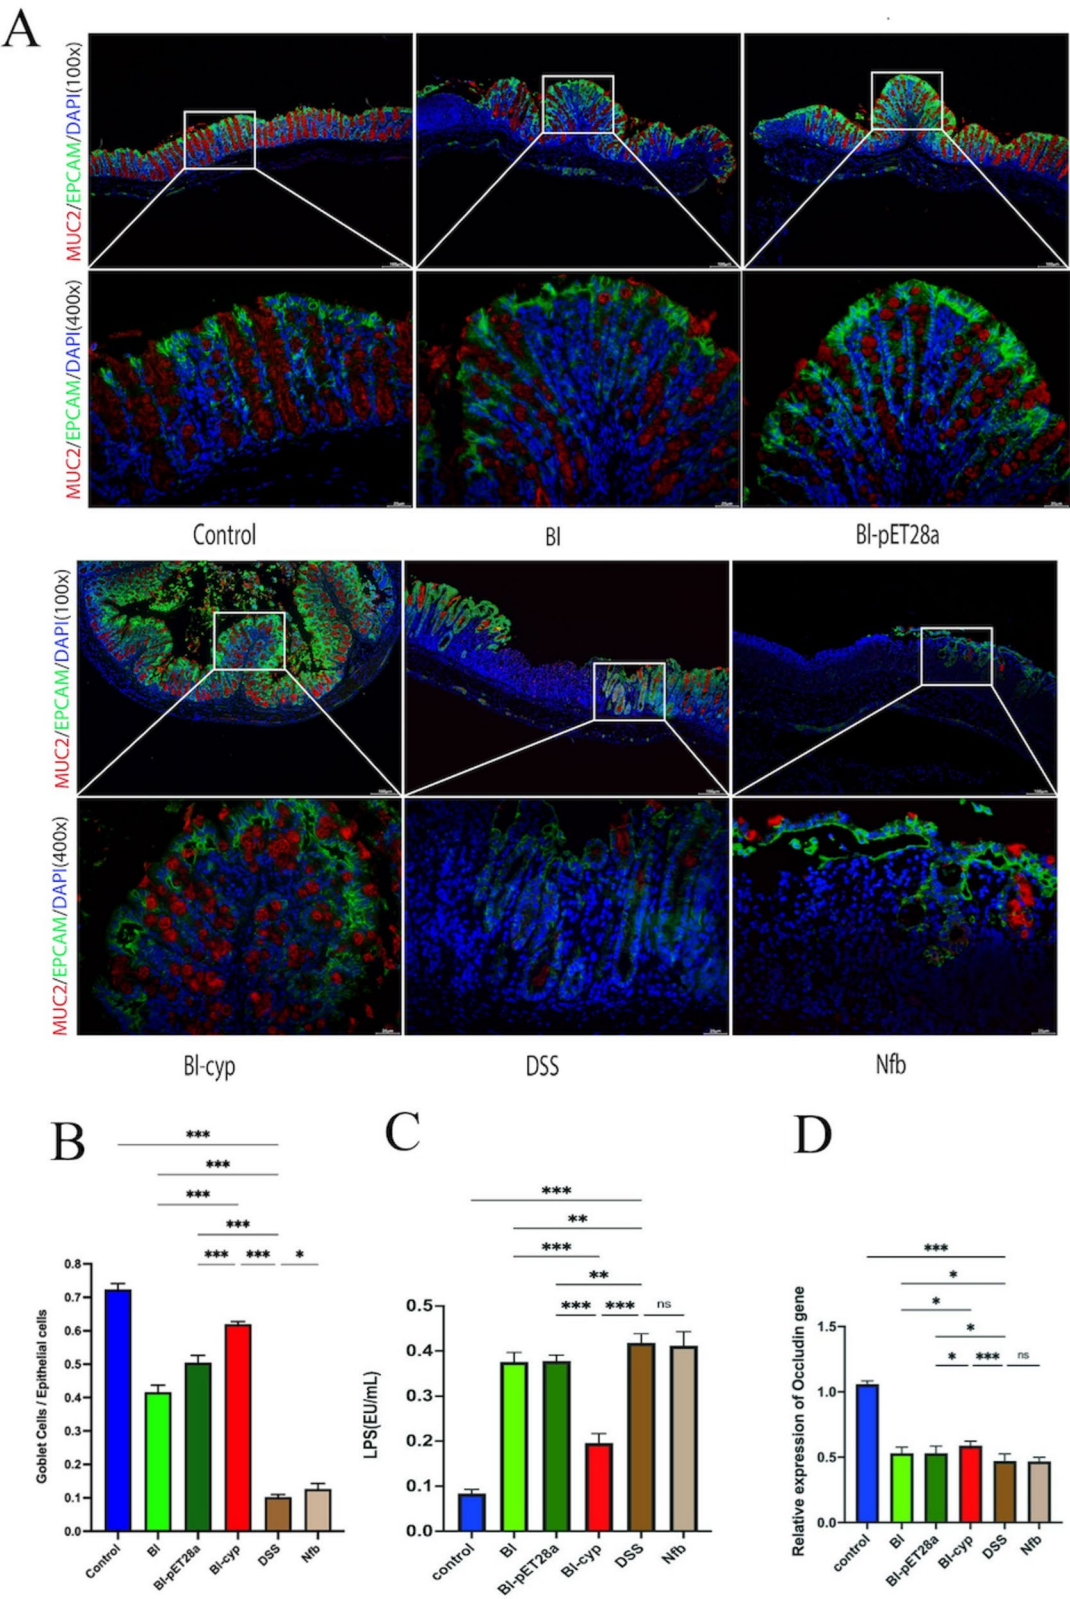 A
MUC2/EPCAM/DAPI(100x)
MUC2/EPCAM/DAPI(400x)
Control
Bl
Bl-pET28a
MUC2/EPCAM/DAPI(100x)
MUC2/EPCAM/DAPI(400x)
Bl-cyp
DSS
Nfb
B
***
***
***
***
*** *** *
Goblet Cells / Epithelial cells
0.8
0.7
0.6
0.5
0.4
0.3
0.2
0.1
0.0
Control
Bl
Bl-pET28a
Bl-cyp
DSS
Nfb
C
***
**
***
**
*** *** ns
LPS(EU/mL)
0.5
0.4
0.3
0.2
0.1
0.0
control
Bl
Bl-pET28a
Bl-cyp
DSS
Nfb
D
***
*
*
*
* *** ns
Relative expression of Occludin gene
1.5
1.0
0.5
0.0
control
Bl
Bl-pET28a
Bl-cyp
DSS
Nfb